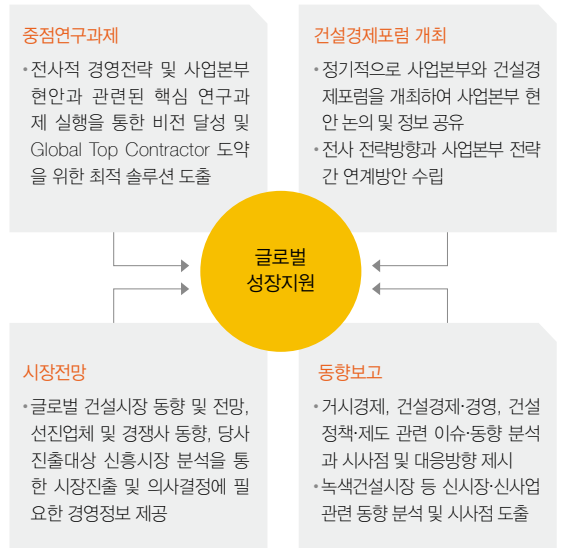 중점연구과제
•전사적 경영전략 및 사업본부
현안과 관련된 핵심 연구과
제 실행을 통한 비전 달성 및
Global Top Contractor 도약
을 위한 최적 솔루션 도출
건설경제포럼 개최
•정기적으로 사업본부와 건설경
제포럼을 개최하여 사업본부 현
안 논의 및 정보 공유
•전사 전략방향과 사업본부 전략
간 연계방안 수립
글로벌
성장지원
시장전망
•글로벌 건설시장 동향 및 전망,
선진업체 및 경쟁사 동향, 당사
진출대상 신흥시장 분석을 통
한 시장진출 및 의사결정에 필
요한 경영정보 제공
동향보고
•거시경제, 건설경제·경영, 건설
정책·제도 관련 이슈·동향 분석
과 시사점 및 대응방향 제시
•녹색건설시장 등 신시장·신사업
관련 동향 분석 및 시사점 도출